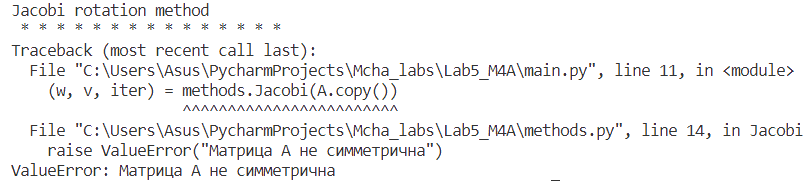 Jacobi rotation method
* * * * * * * * * * * * * * *
Traceback (most recent call last):
File "C:\Users\Asus\PycharmProjects\Mcha_labs\Lab5_M4A\main.py", line 11, in <module>
(w, v, iter) = methods.Jacobi(A.copy())
^^^^^^^^^^^^^^^^^^^^^^^^
File "C:\Users\Asus\PycharmProjects\Mcha_labs\Lab5_M4A\methods.py", line 14, in Jacobi
raise ValueError("Матрица А не симметрична")
ValueError: Матрица А не симметрична